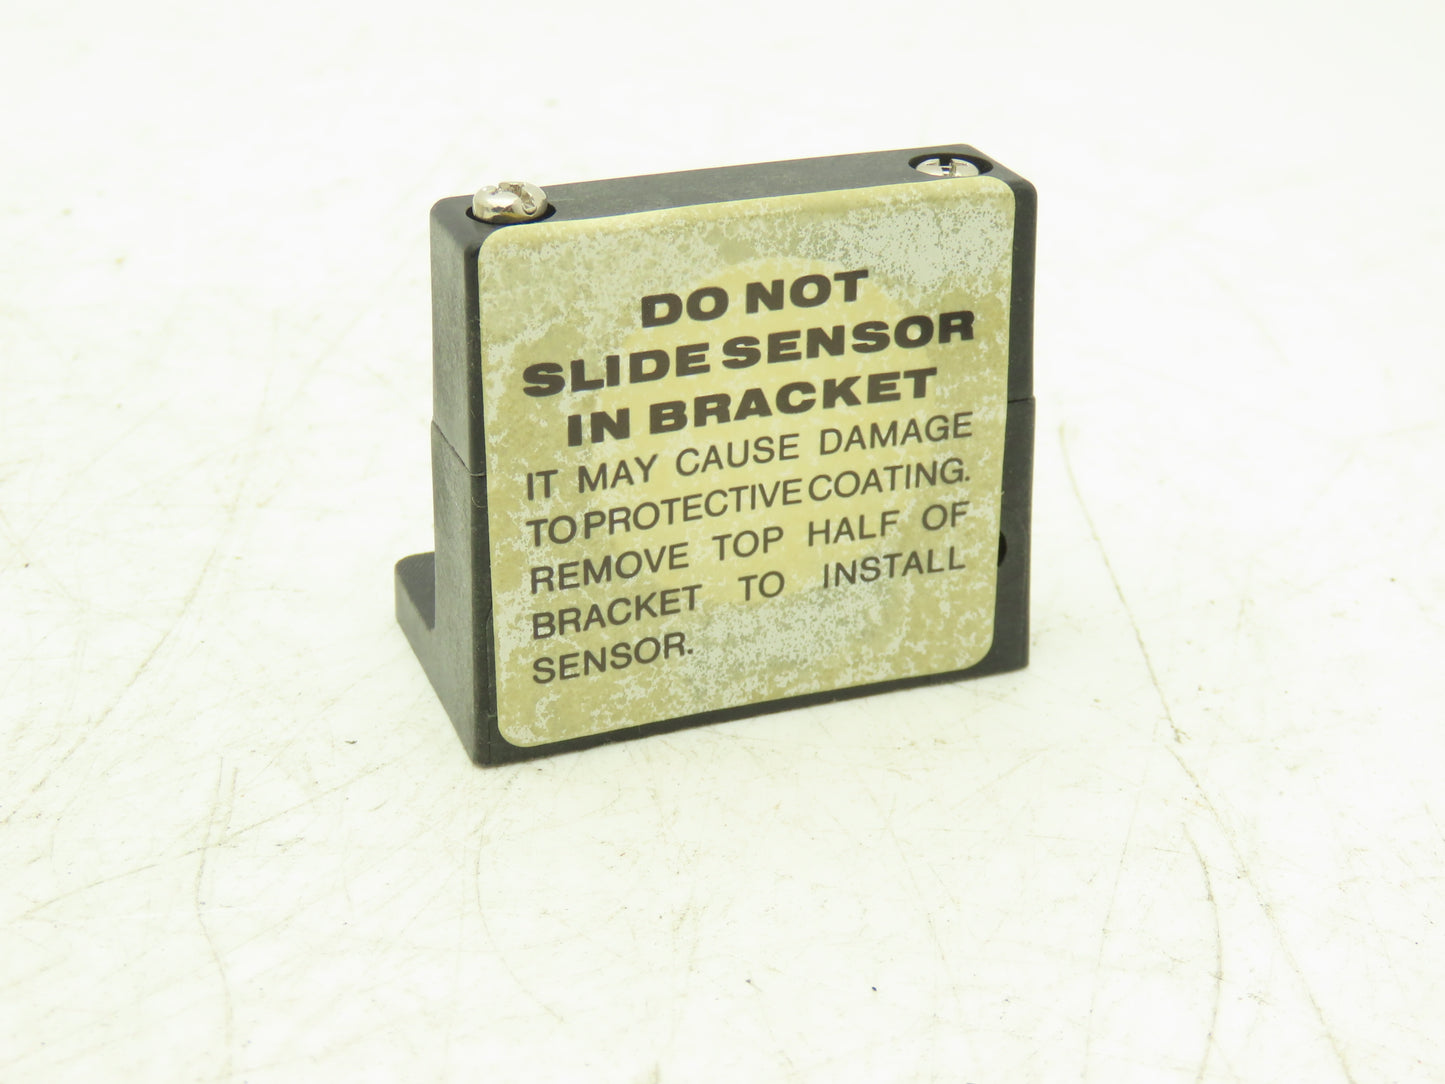 DO NOT
SLIDE SENSOR
IN BRACKET
IT MAY CAUSE DAMAGE
TO PROTECTIVE COATING.
REMOVE TOP HALF OF
BRACKET TO INSTALL
SENSOR.